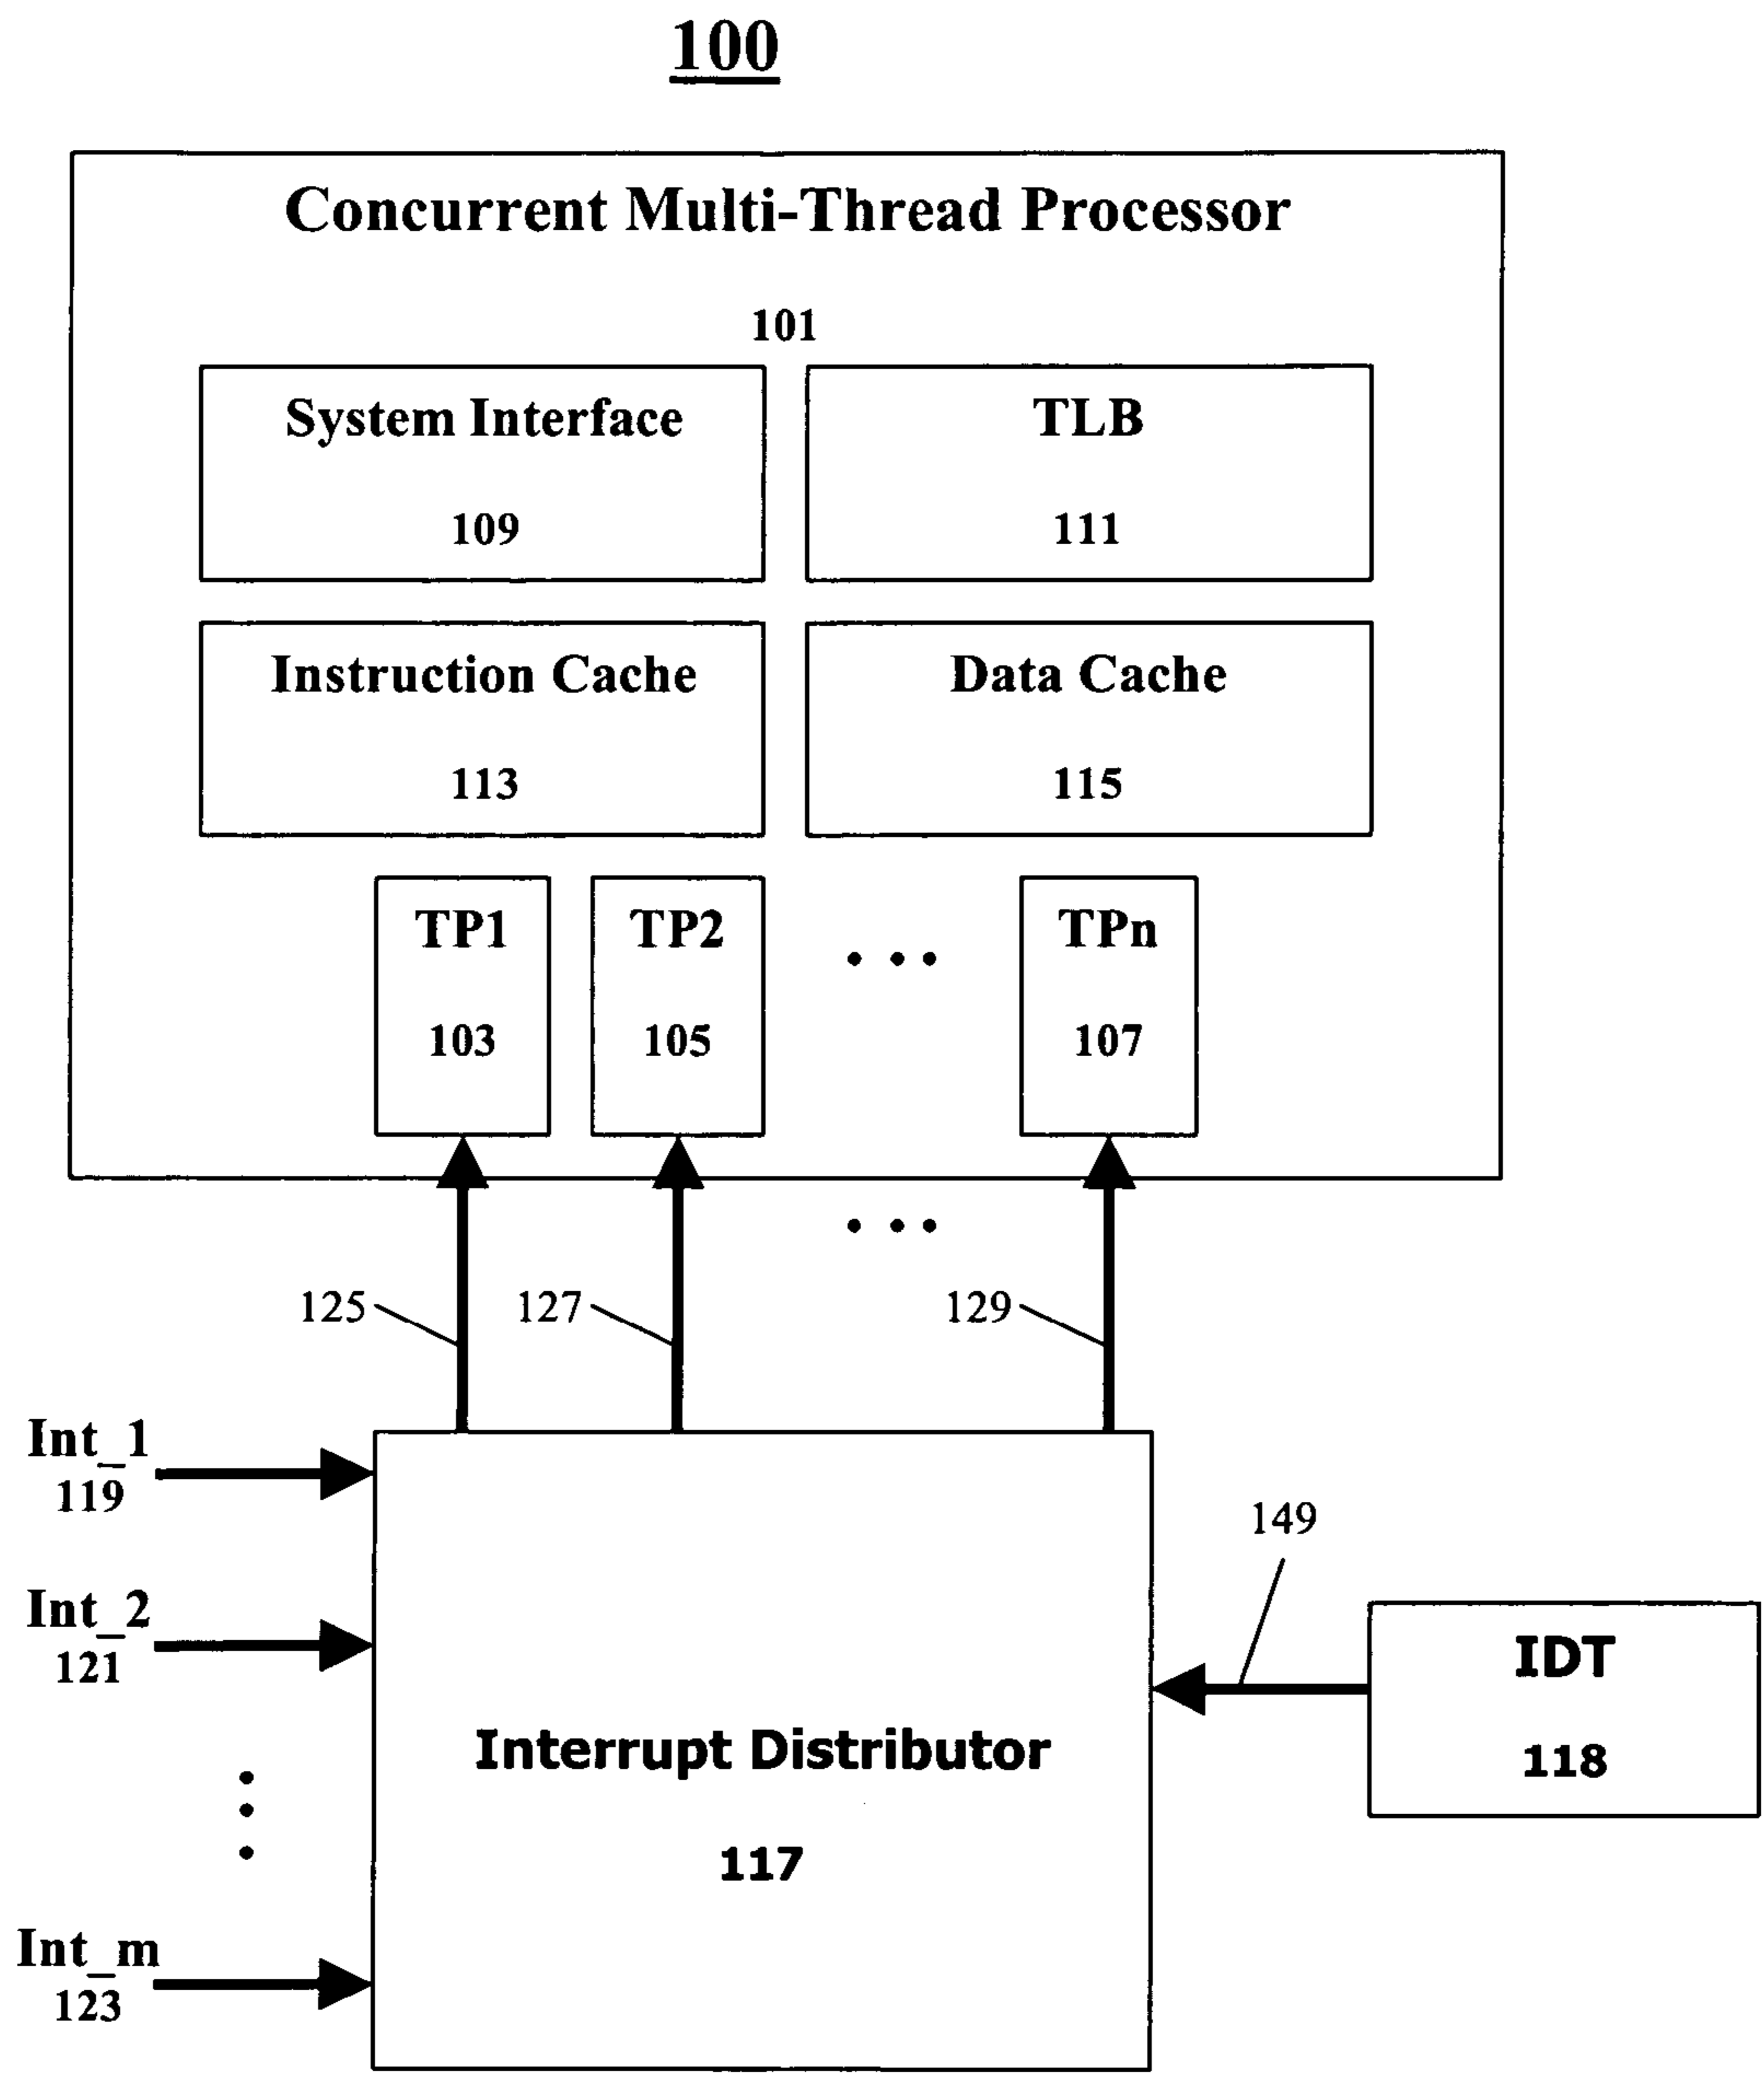 100
Concurrent Multi-Thread Processor
101
System Interface
109
TLB
111
Instruction Cache
113
Data Cache
115
TP1
103
TP2
105
TPn
107
125
127
129
Int_1
119
Int_2
121
Int_m
123
149
IDT
118
Interrupt Distributor
117